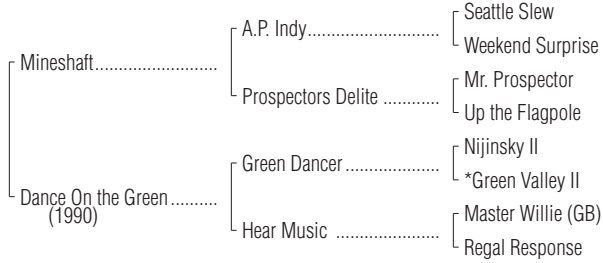 Seattle Slew
A.P. Indy............................
Weekend Surprise
Mineshaft..........................
Mr. Prospector
Prospectors Delite ............
Up the Flagpole
Nijinsky II
Green Dancer....................
*Green Valley II
Dance On the Green..........
(1990)
Master Willie (GB)
Hear Music ......................
Regal Response